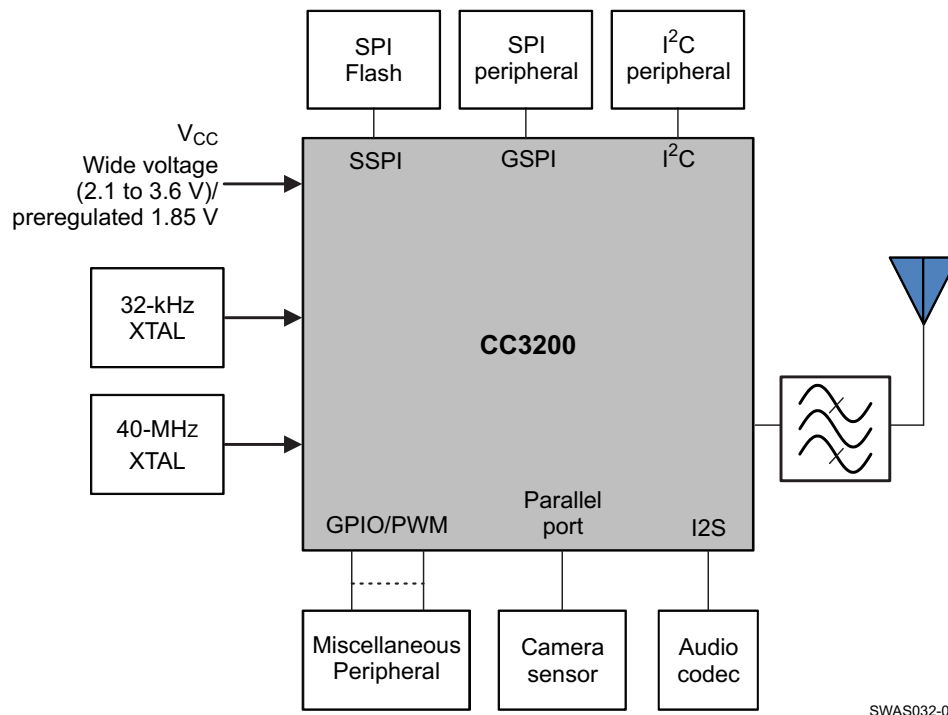 SPI
Flash
SPI
peripheral
I²C
peripheral
V_CC
Wide voltage
(2.1 to 3.6 V)/
preregulated 1.85 V
SSPI
GSPI
I²C
32-kHz
XTAL
CC3200
40-MHz
XTAL
GPIO/PWM
Parallel
port
I2S
Miscellaneous
Peripheral
Camera
sensor
Audio
codec
SWAS032-0